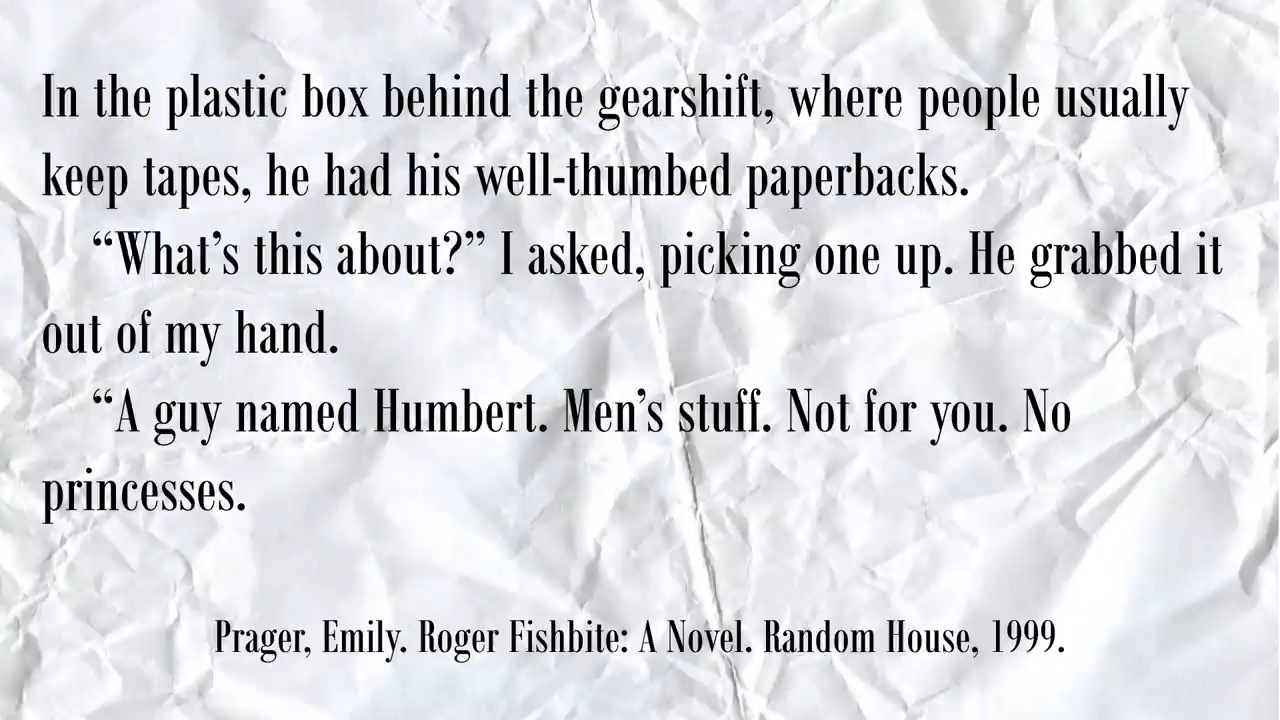 In the plastic box behind the gearshift, where people usually
keep tapes, he had his well-thumbed paperbacks.
“What’s this about?” I asked, picking one up. He grabbed it
out of my hand.
“A guy named Humbert. Men’s stuff. Not for you. No
princesses.
Prager, Emily. Roger Fishbite: A Novel. Random House, 1999.